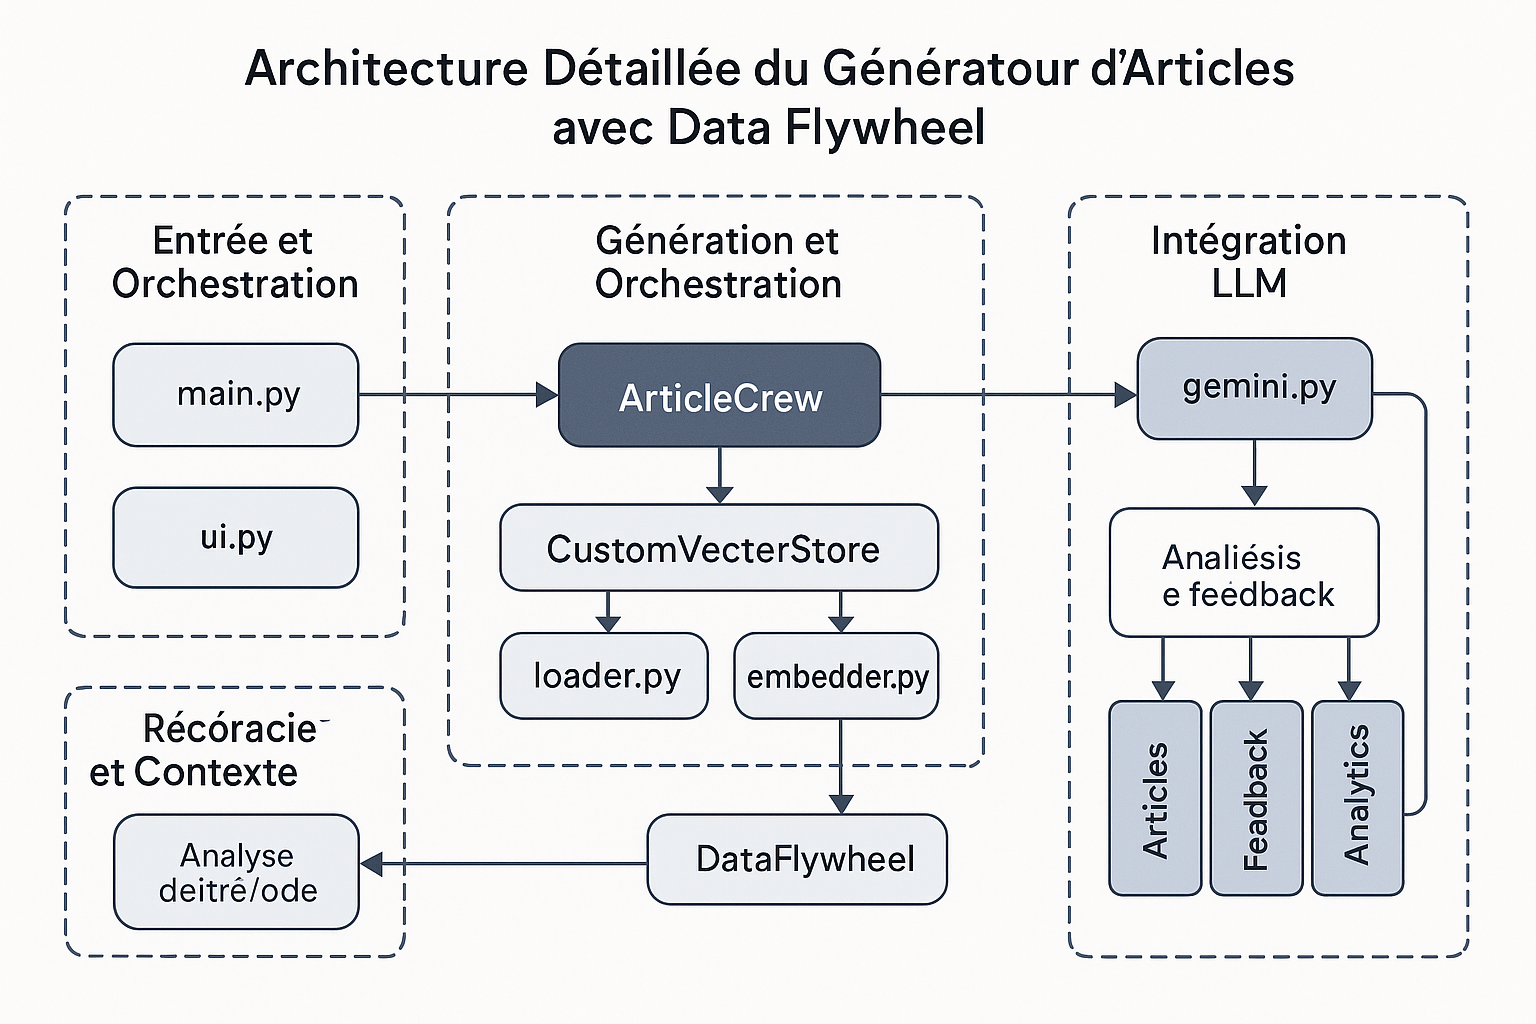 Architecture Détaillée du Génératour d'Articles
avec Data Flywheel
Entrée et
Orchestration
main.py
ui.py
Génération et
Orchestration
ArticleCrew
CustomVecterStore
loader.py
embedder.py
DataFlywheel
Récóracie
et Contexte
Analyse
deitrê/ode
Intégration
LLM
gemini.py
Analiésis
e feedback
Articles
Feadback
Analytics